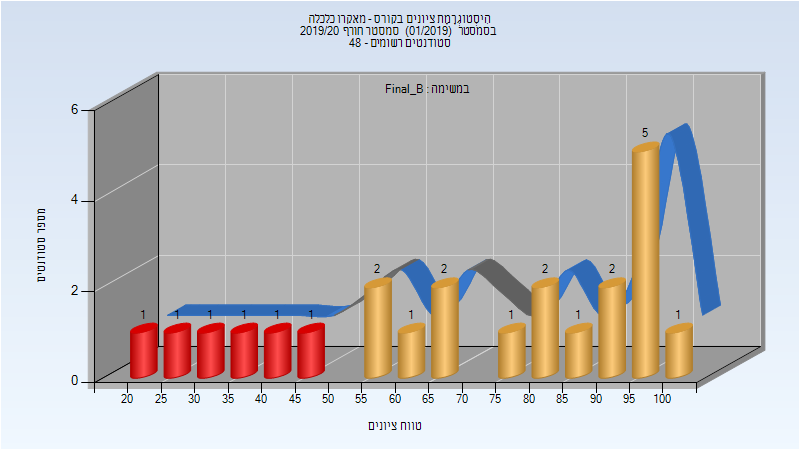 הִיסְטוֹגְרָמַת ציונים בקורס - מאקרו כלכלה
בסמסטר (01/2019) סמסטר חורף 2019/20
סטודנטים רשומים - 48
במשימה : Final_B
מספר סטודנטים
6
4
2
0
1 1 1 1 1 1 2 1 2 1 2 1 2 5 1
20 25 30 35 40 45 50 55 60 65 70 75 80 85 90 95 100
טווח ציונים